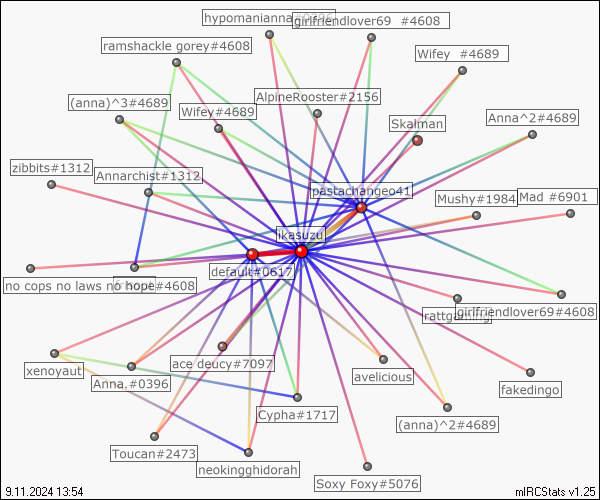 hypomanianna#0396
girlfriendlover69 #4608
ramshackle gorey#4608
Wifey #4689
(anna)^3#4689
Wifey#4689
AlpineRooster#2156
Skalman
Anna^2#4689
zibbits#1312
Annarchist#1312
pastachangeo41
Mushy#1984
Mad #6901
ikasuzu
default#0617
no cops no laws no hope
#4608
rattgaming
girlfriendlover69#4608
xenoyaut
Anna,#0396
ace deucy#7097
avelicious
fakedingo
Cypha#1717
(anna)^2#4689
Toucan#2473
neokingghidorah
Soxy Foxy#5076
9.11.2024 13:54
mIRCStats v1.25